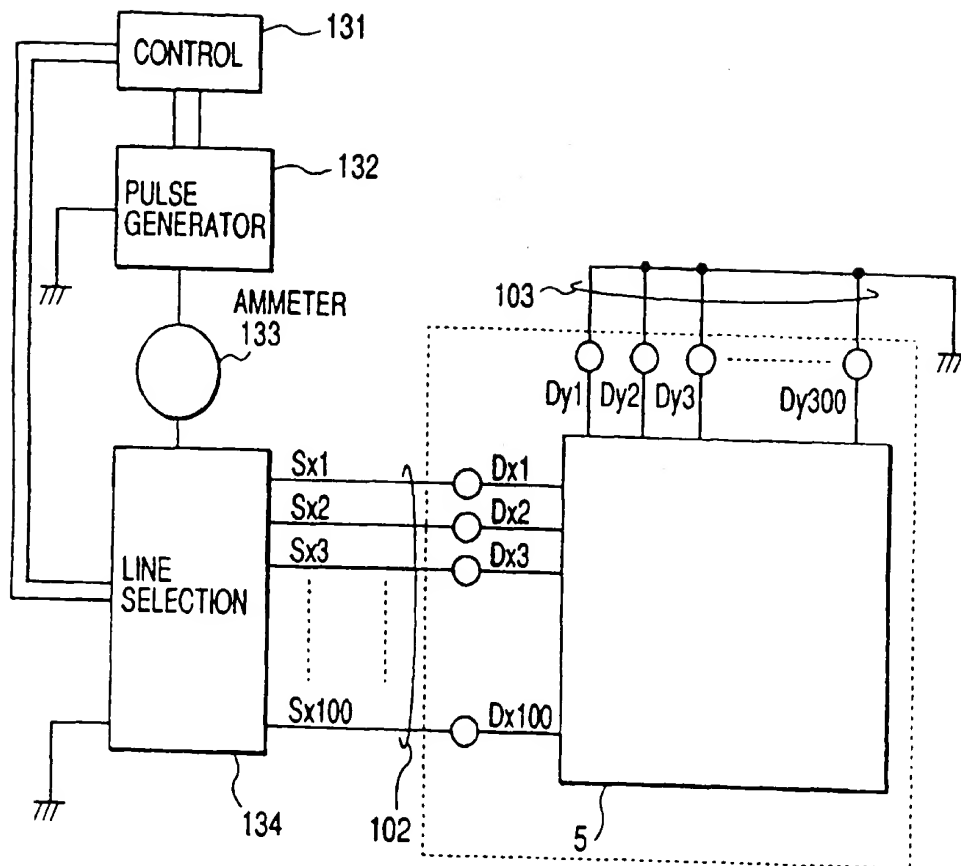 CONTROL
131
PULSE
GENERATOR
132
AMMETER
133
103
Dy1 Dy2 Dy3 Dy300
Sx1 Dx1
Sx2 Dx2
Sx3 Dx3
LINE
SELECTION
Sx100 Dx100
134
102
5